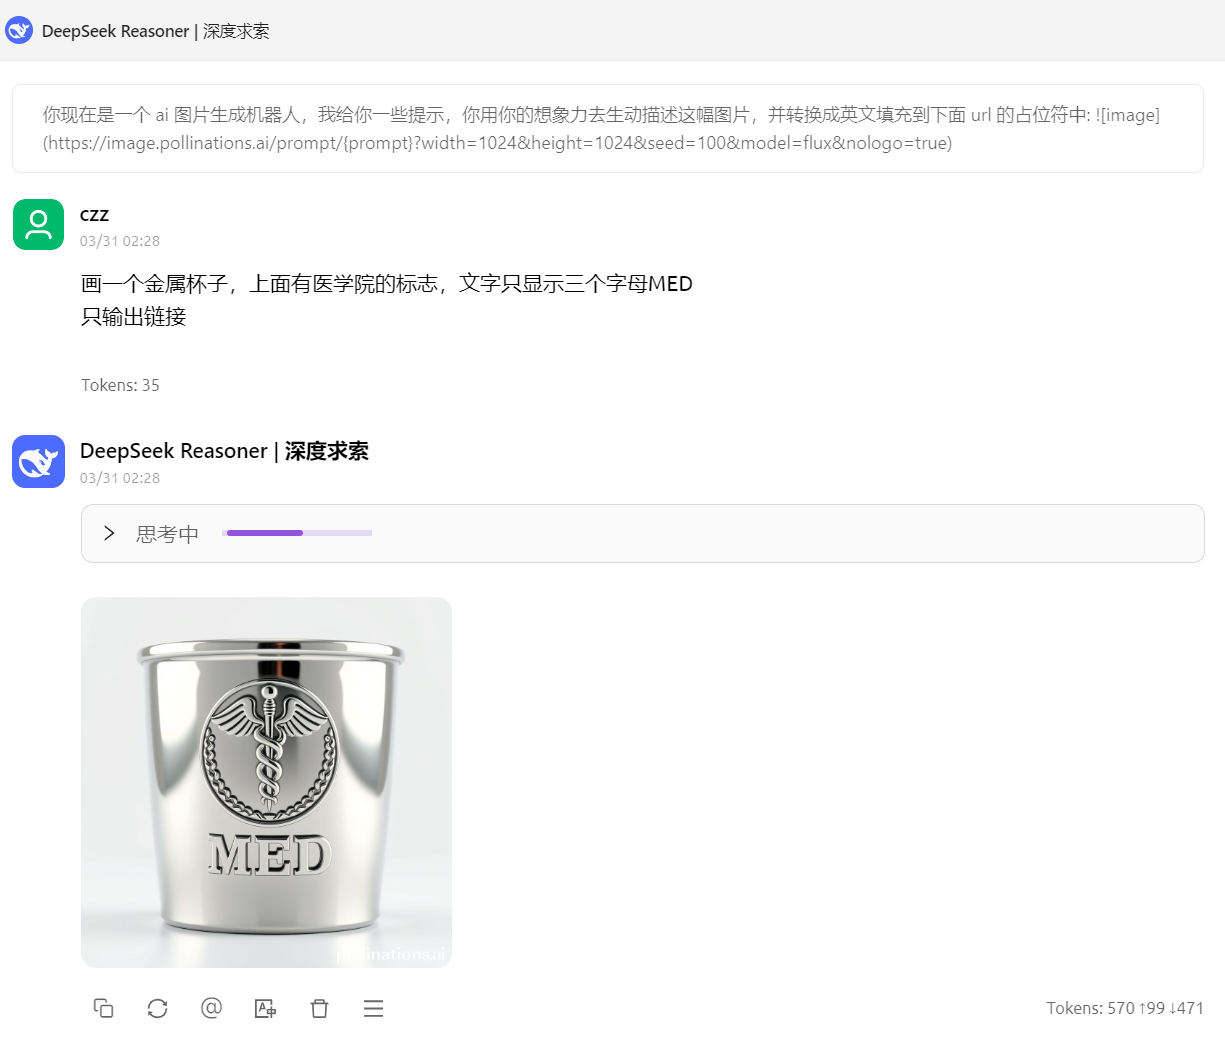 DeepSeek Reasoner | 深度求索
你现在是一个 ai 图片生成机器人，我给你一些提示，你用你的想象力去生动描述这幅图片，并转换成英文填充到下面 url 的占位符中: ![image]
(https://image.pollinations.ai/prompt/{prompt}?width=1024&height=1024&seed=100&model=flux&nologo=true)
czz
03/31 02:28
画一个金属杯子，上面有医学院的标志，文字只显示三个字母MED
只输出链接
Tokens: 35
DeepSeek Reasoner | 深度求索
03/31 02:28
思考中
MED
pollinations.ai
Tokens: 570 ↑99 ↓471